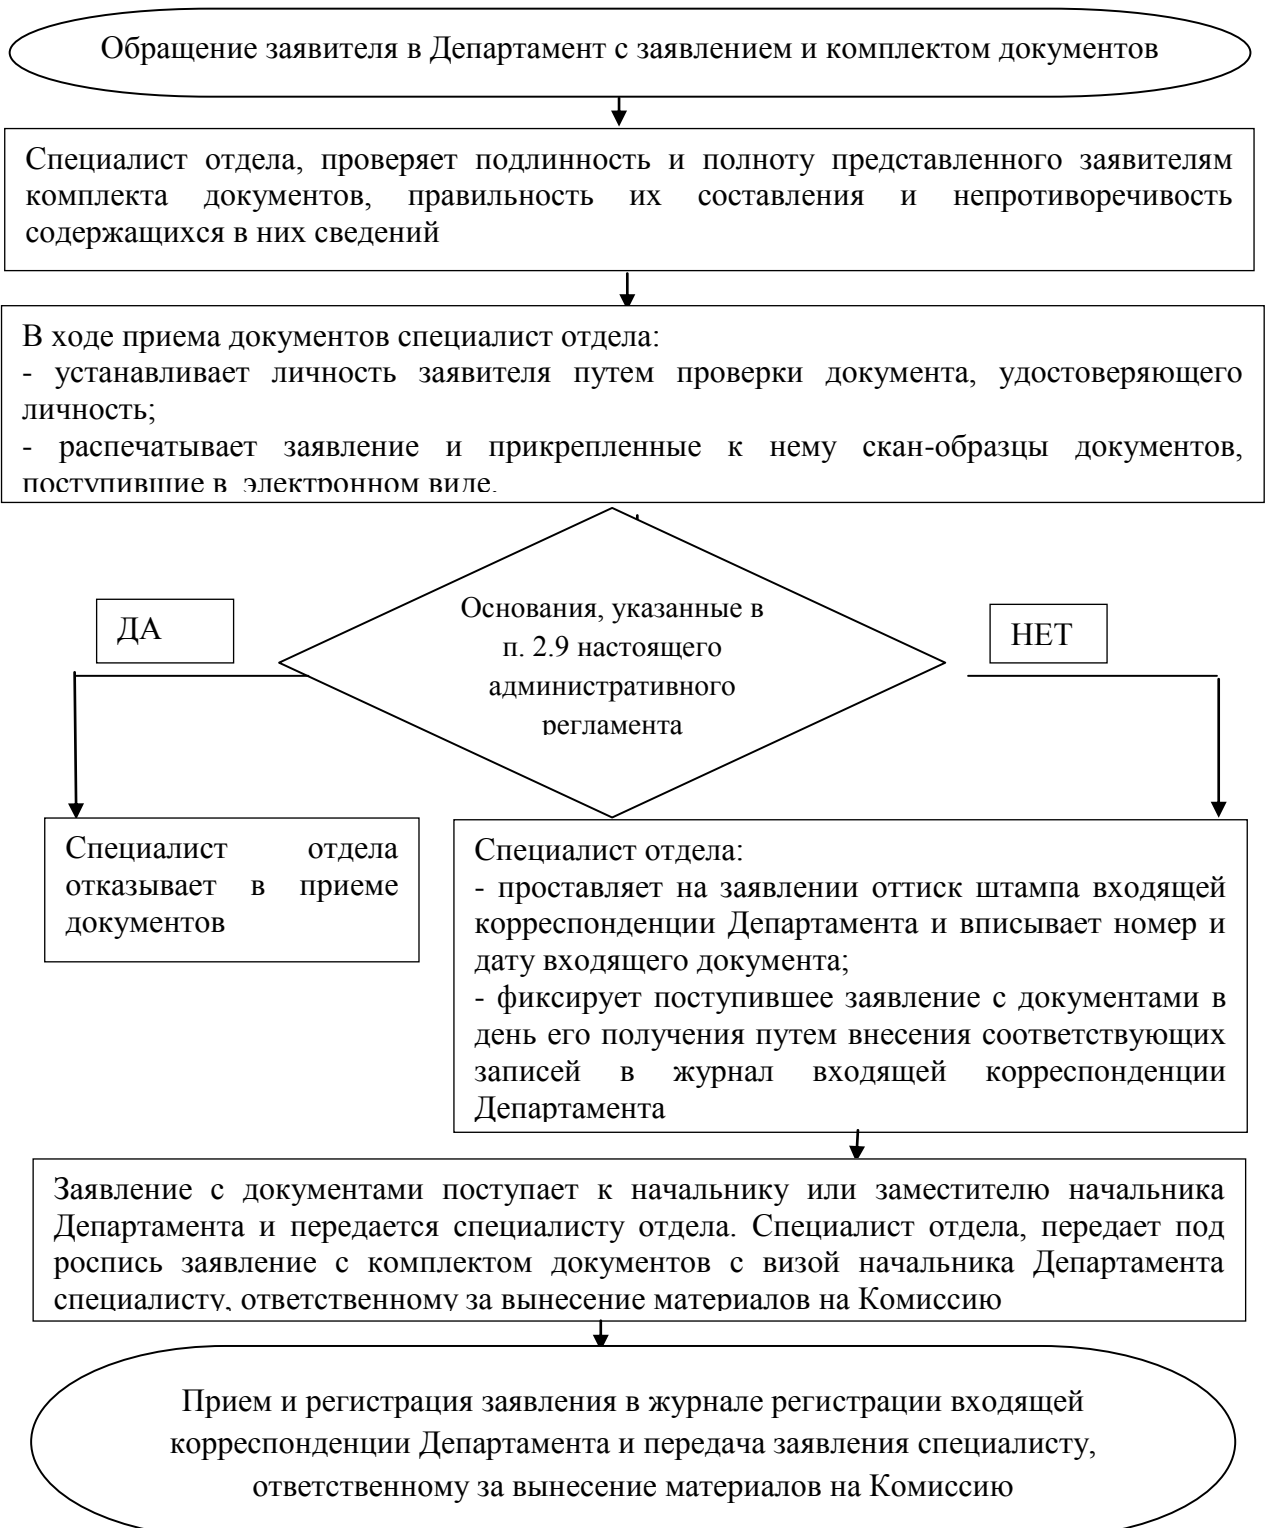 Обращение заявителя в Департамент с заявлением и комплектом документов
Специалист отдела, проверяет подлинность и полноту представленного заявителям
комплекта документов, правильность их составления и непротиворечивость
содержащихся в них сведений
В ходе приема документов специалист отдела:
- устанавливает личность заявителя путем проверки документа, удостоверяющего
личность;
- распечатывает заявление и прикрепленные к нему скан-образцы документов,
поступившие в электронном виде.
Основания, указанные в
п. 2.9 настоящего
административного
регламента
ДА
НЕТ
Специалист отдела
отказывает в приеме
документов
Специалист отдела:
- проставляет на заявлении оттиск штампа входящей
корреспонденции Департамента и вписывает номер и
дату входящего документа;
- фиксирует поступившее заявление с документами в
день его получения путем внесения соответствующих
записей в журнал входящей корреспонденции
Департамента
Заявление с документами поступает к начальнику или заместителю начальника
Департамента и передается специалисту отдела. Специалист отдела, передает под
роспись заявление с комплектом документов с визой начальника Департамента
специалисту, ответственному за вынесение материалов на Комиссию
Прием и регистрация заявления в журнале регистрации входящей
корреспонденции Департамента и передача заявления специалисту,
ответственному за вынесение материалов на Комиссию